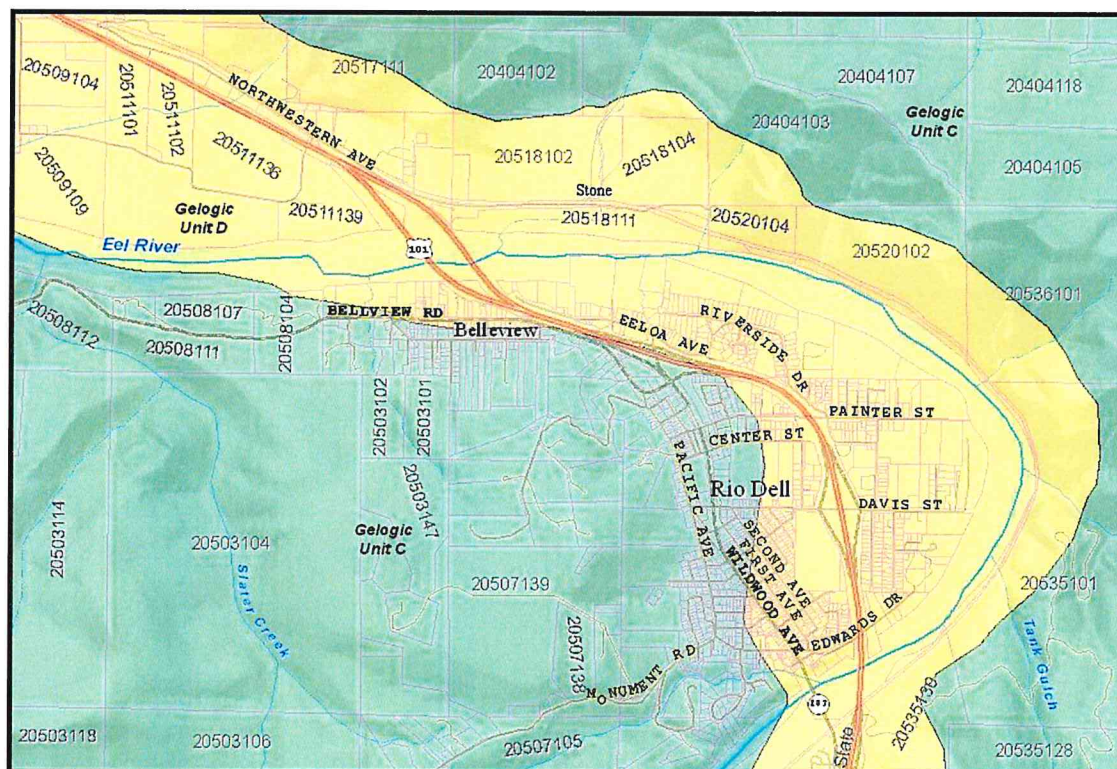 20517111
20404102
20404107
20404118
20509104
20511101
20511102
NORTHWESTERN AVE
20404103
Gelogic
Unit C
20511136
20518102
20518104
20404105
20509109
Stone
Gelogic
Unit D
20511139
20518111
20520104
Eel River
101
20520102
20536101
20508107
20508104
BELLVIEW RD
RIVERSIDE DR
20508112
20508111
Belleview
EELOA AVE
20503102
20503101
PAINTER ST
CENTER ST
PACIFIC AVE
20503147
Rio Dell
DAVIS ST
20503114
20503104
Gelogic
Unit C
SECOND AVE
FIRST AVE
WILDWOOD AVE
20507139
20535101
Slater Creek
EDWARDS DR
Tank Gulch
20507138
MONUMENT RD
283
20535139
20503118
20503106
20507105
State
20535128